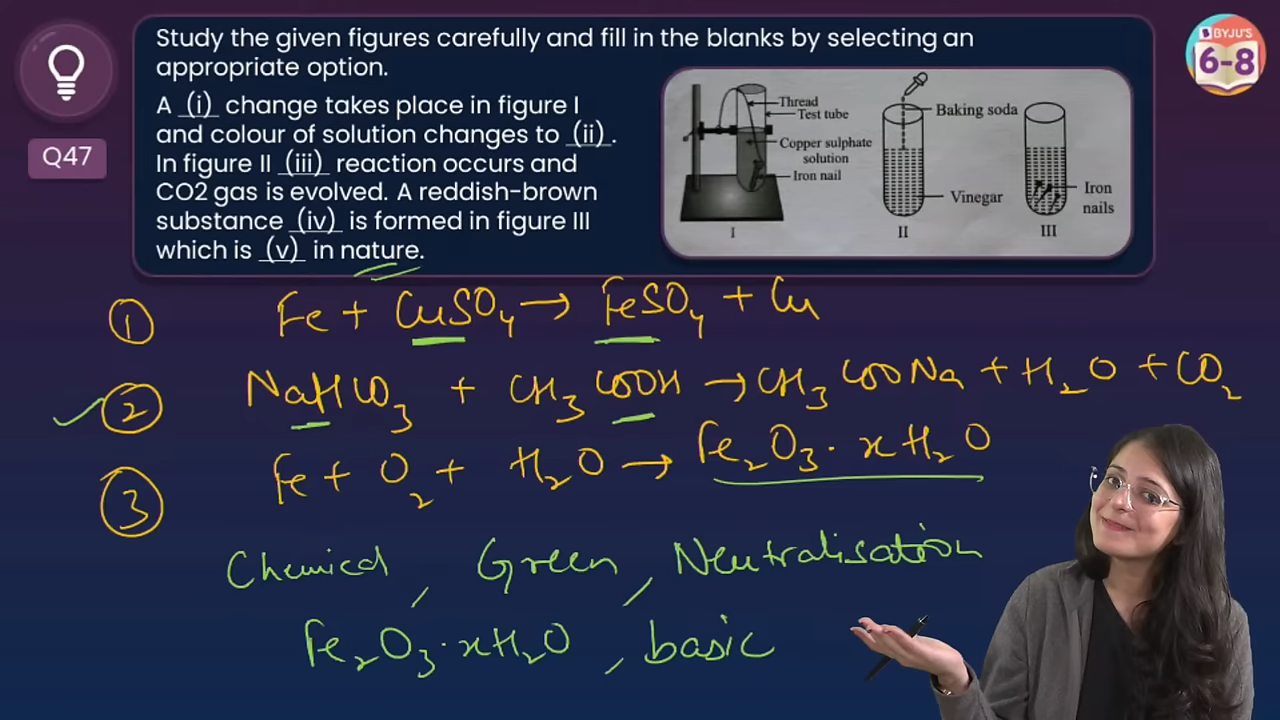 Study the given figures carefully and fill in the blanks by selecting an
appropriate option.
BYJU'S
6-8
Q47
A (i) change takes place in figure I
and colour of solution changes to (ii).
In figure II (iii) reaction occurs and
CO2 gas is evolved. A reddish-brown
substance (iv) is formed in figure III
which is (v) in nature.
Thread
Test tube
Copper sulphate
solution
Iron nail
I
Baking soda
Vinegar
II
Iron
nails
III
1 Fe + CuSO₄ → FeSO₄ + Cu
2 NaHCO₃ + CH₃COOH → CH₃COONa + H₂O + CO₂
3 Fe + O₂ + H₂O → Fe₂O₃·xH₂O
Chemical, Green, Neutralisation
Fe₂O₃·xH₂O, basic